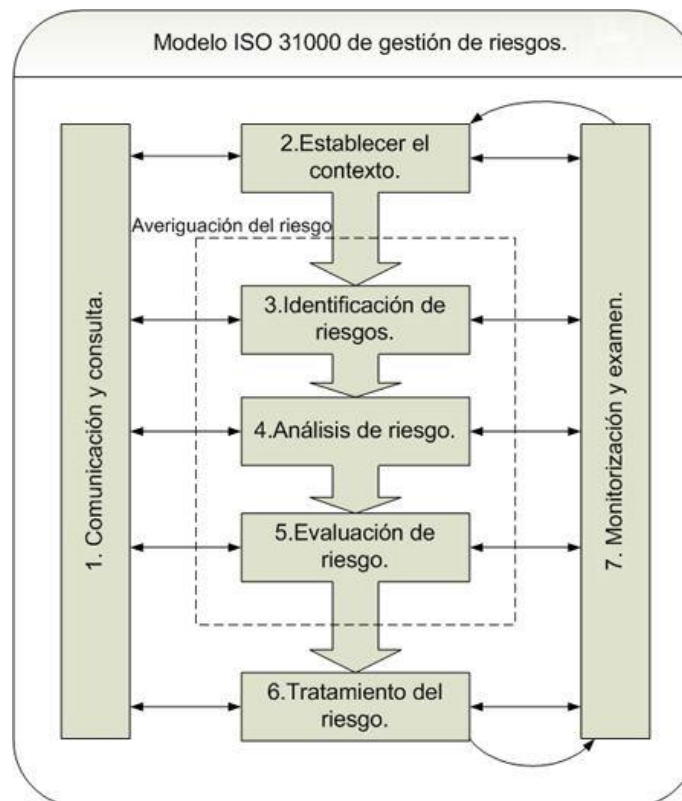 Modelo ISO 31000 de gestión de riesgos.
2.Establecer el
contexto.
Averiguación del riesgo
3.Identificación de
riesgos.
4.Análisis de riesgo.
5.Evaluación de
riesgo.
6.Tratamiento del
riesgo.
1. Comunicación y consulta.
7. Monitorización y examen.